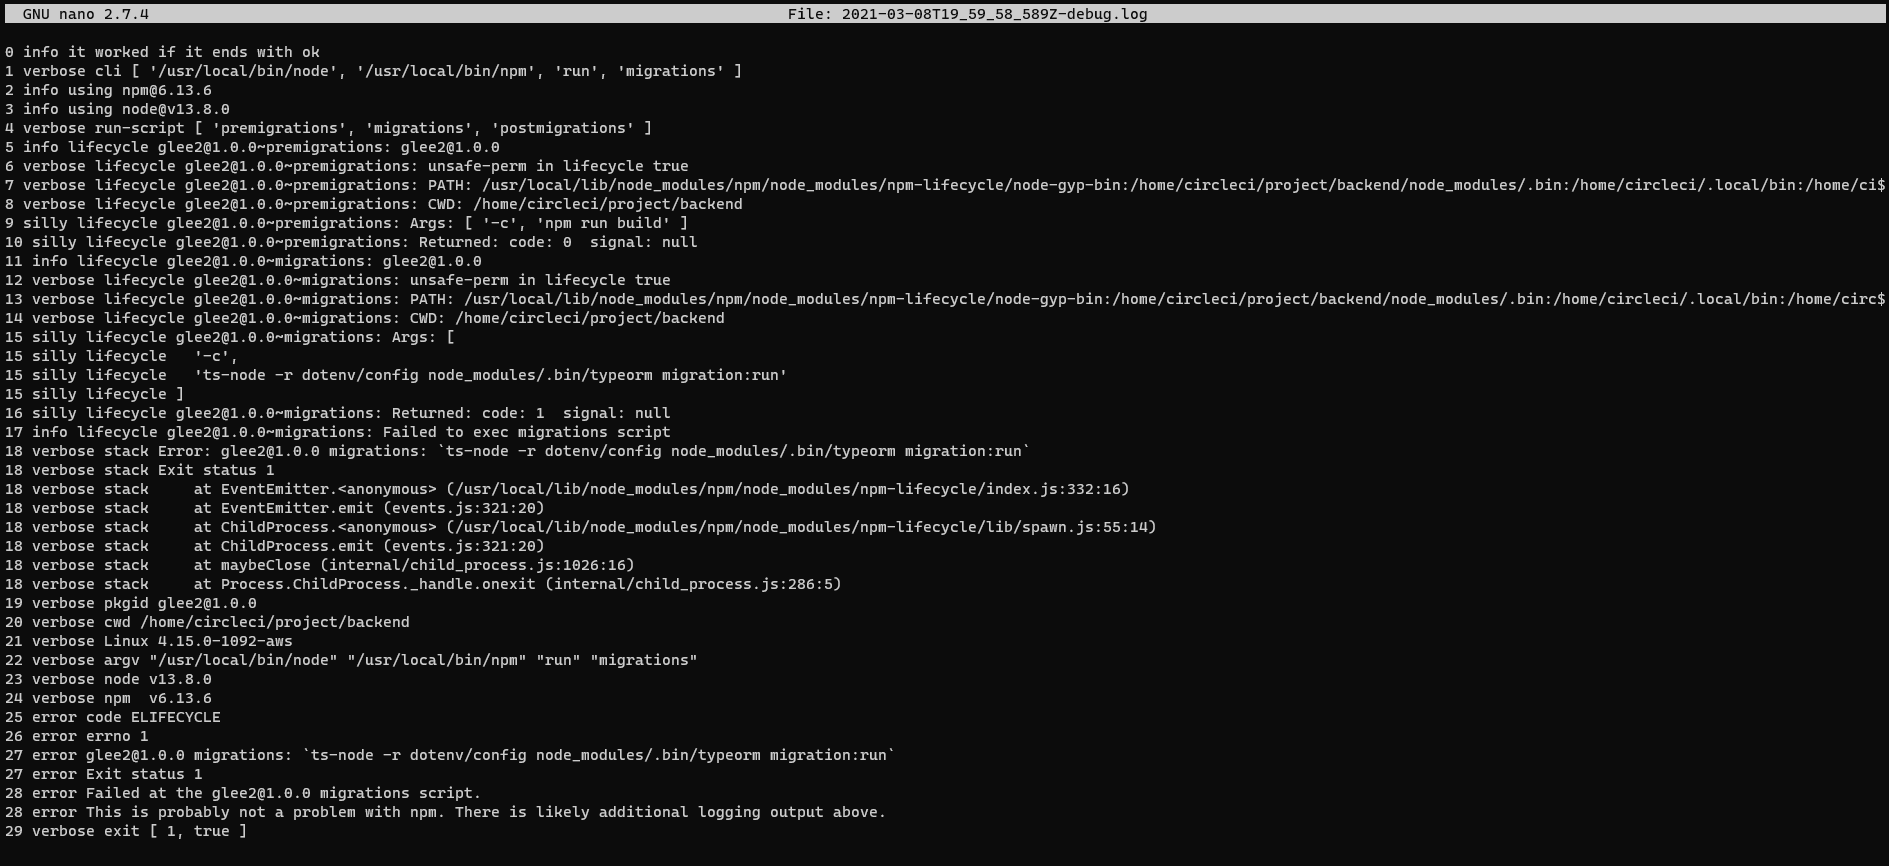 GNU nano 2.7.4 File: 2021-03-08T19_59_58_589Z-debug.log
0 info it worked if it ends with ok
1 verbose cli [ '/usr/local/bin/node', '/usr/local/bin/npm', 'run', 'migrations' ]
2 info using npm@6.13.6
3 info using node@v13.8.0
4 verbose run-script [ 'premigrations', 'migrations', 'postmigrations' ]
5 info lifecycle glee2@1.0.0~premigrations: glee2@1.0.0
6 verbose lifecycle glee2@1.0.0~premigrations: unsafe-perm in lifecycle true
7 verbose lifecycle glee2@1.0.0~premigrations: PATH: /usr/local/lib/node_modules/npm/node_modules/npm-lifecycle/node-gyp-bin:/home/circleci/project/backend/node_modules/.bin:/home/circleci/.local/bin:/home/ci$
8 verbose lifecycle glee2@1.0.0~premigrations: CWD: /home/circleci/project/backend
9 silly lifecycle glee2@1.0.0~premigrations: Args: [ '-c', 'npm run build' ]
10 silly lifecycle glee2@1.0.0~premigrations: Returned: code: 0  signal: null
11 info lifecycle glee2@1.0.0~migrations: glee2@1.0.0
12 verbose lifecycle glee2@1.0.0~migrations: unsafe-perm in lifecycle true
13 verbose lifecycle glee2@1.0.0~migrations: PATH: /usr/local/lib/node_modules/npm/node_modules/npm-lifecycle/node-gyp-bin:/home/circleci/project/backend/node_modules/.bin:/home/circleci/.local/bin:/home/circ$
14 verbose lifecycle glee2@1.0.0~migrations: CWD: /home/circleci/project/backend
15 silly lifecycle glee2@1.0.0~migrations: Args: [
15 silly lifecycle   '-c',
15 silly lifecycle   'ts-node -r dotenv/config node_modules/.bin/typeorm migration:run'
15 silly lifecycle ]
16 silly lifecycle glee2@1.0.0~migrations: Returned: code: 1  signal: null
17 info lifecycle glee2@1.0.0~migrations: Failed to exec migrations script
18 verbose stack Error: glee2@1.0.0 migrations: `ts-node -r dotenv/config node_modules/.bin/typeorm migration:run`
18 verbose stack Exit status 1
18 verbose stack     at EventEmitter.<anonymous> (/usr/local/lib/node_modules/npm/node_modules/npm-lifecycle/index.js:332:16)
18 verbose stack     at EventEmitter.emit (events.js:321:20)
18 verbose stack     at ChildProcess.<anonymous> (/usr/local/lib/node_modules/npm/node_modules/npm-lifecycle/lib/spawn.js:55:14)
18 verbose stack     at ChildProcess.emit (events.js:321:20)
18 verbose stack     at maybeClose (internal/child_process.js:1026:16)
18 verbose stack     at Process.ChildProcess._handle.onexit (internal/child_process.js:286:5)
19 verbose pkgid glee2@1.0.0
20 verbose cwd /home/circleci/project/backend
21 verbose Linux 4.15.0-1092-aws
22 verbose argv "/usr/local/bin/node" "/usr/local/bin/npm" "run" "migrations"
23 verbose node v13.8.0
24 verbose npm  v6.13.6
25 error code ELIFECYCLE
26 error errno 1
27 error glee2@1.0.0 migrations: `ts-node -r dotenv/config node_modules/.bin/typeorm migration:run`
27 error Exit status 1
28 error Failed at the glee2@1.0.0 migrations script.
28 error This is probably not a problem with npm. There is likely additional logging output above.
29 verbose exit [ 1, true ]